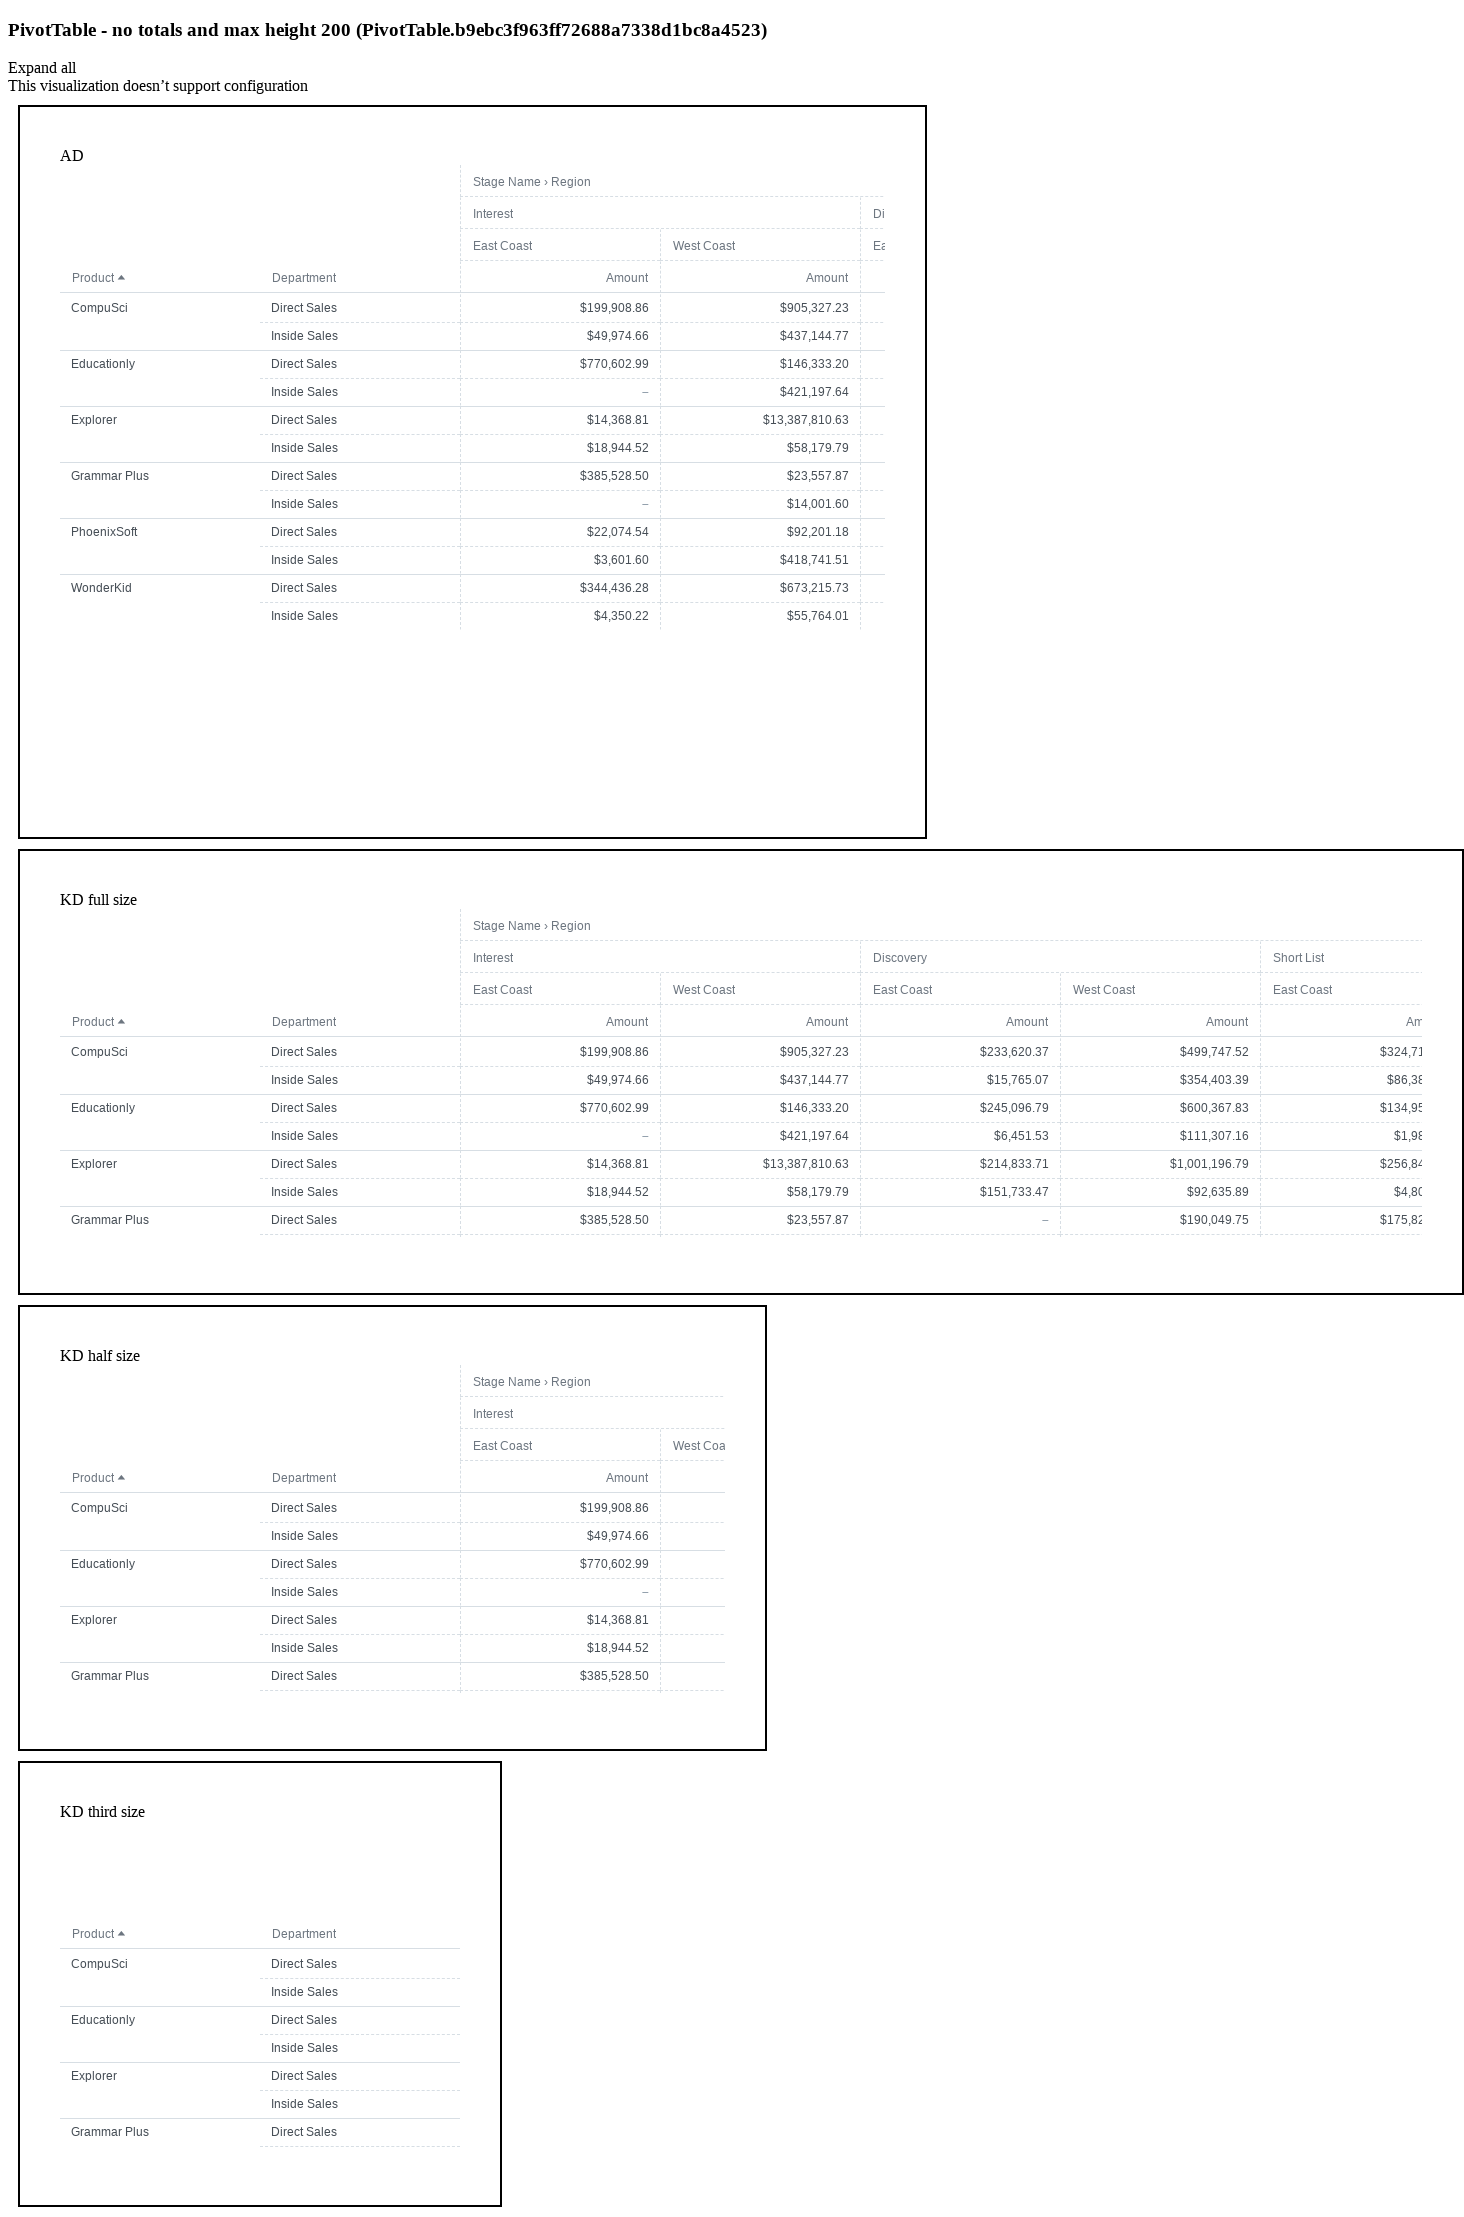 PivotTable - no totals and max height 200 (PivotTable.b9ebc3f963ff72688a7338d1bc8a4523)
Expand all
This visualization doesn’t support configuration
AD
Stage Name › Region
Interest Di
East Coast West Coast Ea
Product Department Amount Amount
CompuSci Direct Sales $199,908.86 $905,327.23
Inside Sales $49,974.66 $437,144.77
Educationly Direct Sales $770,602.99 $146,333.20
Inside Sales – $421,197.64
Explorer Direct Sales $14,368.81 $13,387,810.63
Inside Sales $18,944.52 $58,179.79
Grammar Plus Direct Sales $385,528.50 $23,557.87
Inside Sales – $14,001.60
PhoenixSoft Direct Sales $22,074.54 $92,201.18
Inside Sales $3,601.60 $418,741.51
WonderKid Direct Sales $344,436.28 $673,215.73
Inside Sales $4,350.22 $55,764.01
KD full size
Stage Name › Region
Interest Discovery Short List
East Coast West Coast East Coast West Coast East Coast
Product Department Amount Amount Amount Amount Am
CompuSci Direct Sales $199,908.86 $905,327.23 $233,620.37 $499,747.52 $324,71
Inside Sales $49,974.66 $437,144.77 $15,765.07 $354,403.39 $86,38
Educationly Direct Sales $770,602.99 $146,333.20 $245,096.79 $600,367.83 $134,95
Inside Sales – $421,197.64 $6,451.53 $111,307.16 $1,98
Explorer Direct Sales $14,368.81 $13,387,810.63 $214,833.71 $1,001,196.79 $256,84
Inside Sales $18,944.52 $58,179.79 $151,733.47 $92,635.89 $4,80
Grammar Plus Direct Sales $385,528.50 $23,557.87 – $190,049.75 $175,82
KD half size
Stage Name › Region
Interest
East Coast West Coa
Product Department Amount
CompuSci Direct Sales $199,908.86
Inside Sales $49,974.66
Educationly Direct Sales $770,602.99
Inside Sales –
Explorer Direct Sales $14,368.81
Inside Sales $18,944.52
Grammar Plus Direct Sales $385,528.50
KD third size
Product Department
CompuSci Direct Sales
Inside Sales
Educationly Direct Sales
Inside Sales
Explorer Direct Sales
Inside Sales
Grammar Plus Direct Sales